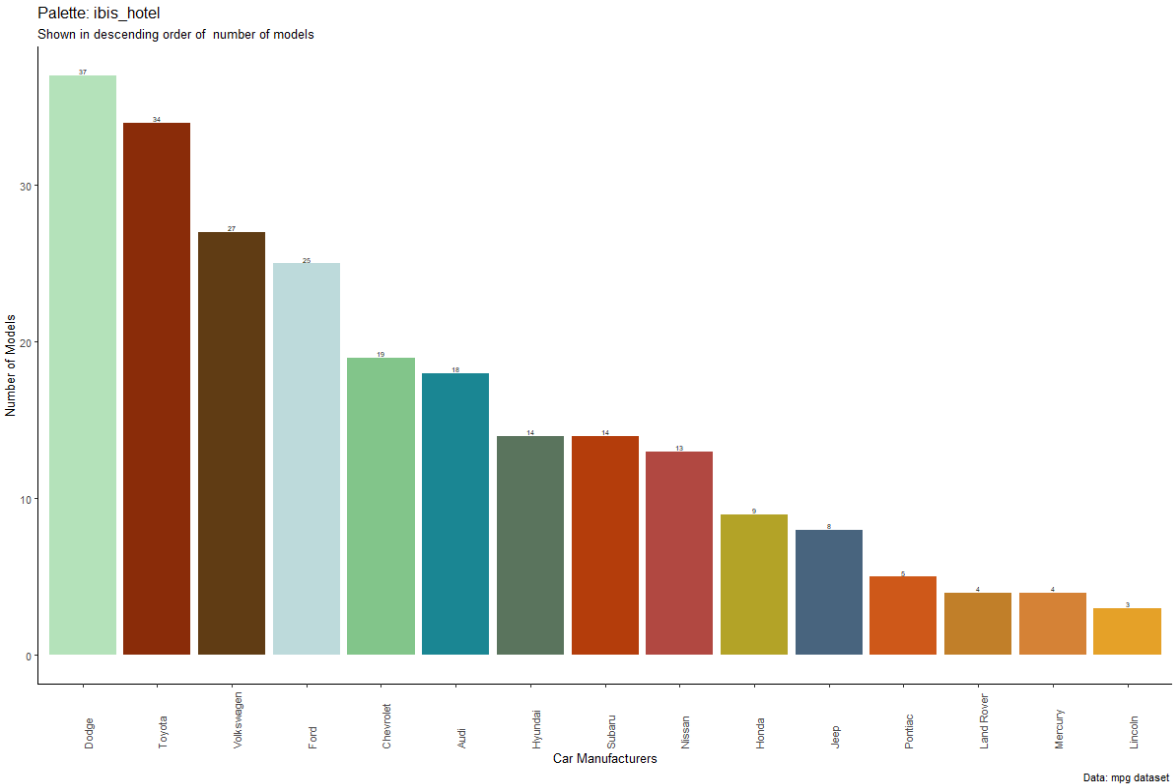 Palette: ibis_hotel
Shown in descending order of  number of models
37
34
27
25
19
18
14
14
13
9
8
5
4
4
3
30
20
10
0
Number of Models
Dodge
Toyota
Volkswagen
Ford
Chevrolet
Audi
Hyundai
Subaru
Nissan
Honda
Jeep
Pontiac
Land Rover
Mercury
Lincoln
Car Manufacturers
Data: mpg dataset